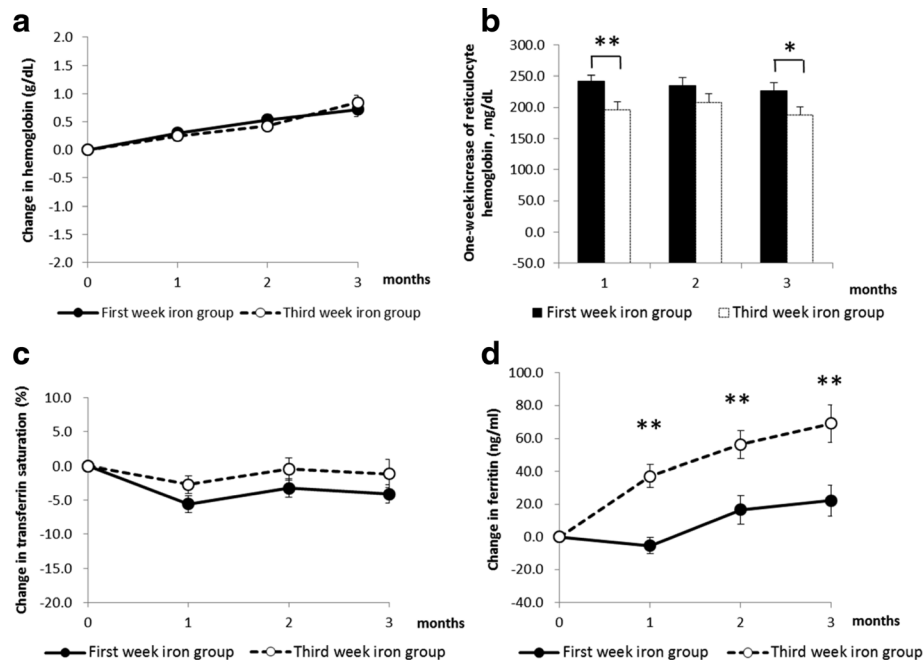 a
Change in hemoglobin (g/dL)
2.0
1.5
1.0
0.5
0.0
0.5
1.0
1.5
-2.0
0
1
2
3
months
First week iron group
Third week iron group
b
One-week increase of reticulocyte
hemoglobin , mg/dL
300.0
250.0
200.0
150.0
100.0
50.0
0.0
-50.0
**
*
1
2
3
months
First week iron group
Third week iron group
c
Change in transferrin saturation (%)
10.0
5.0
0.0
-5.0
-10.0
-15.0
-20.0
0
1
2
3
months
First week iron group
Third week iron group
d
Change in ferritin (ng/ml)
100.0
80.0
60.0
40.0
20.0
0.0
-20.0
-40.0
**
**
**
0
1
2
3
months
First week iron group
Third week iron group